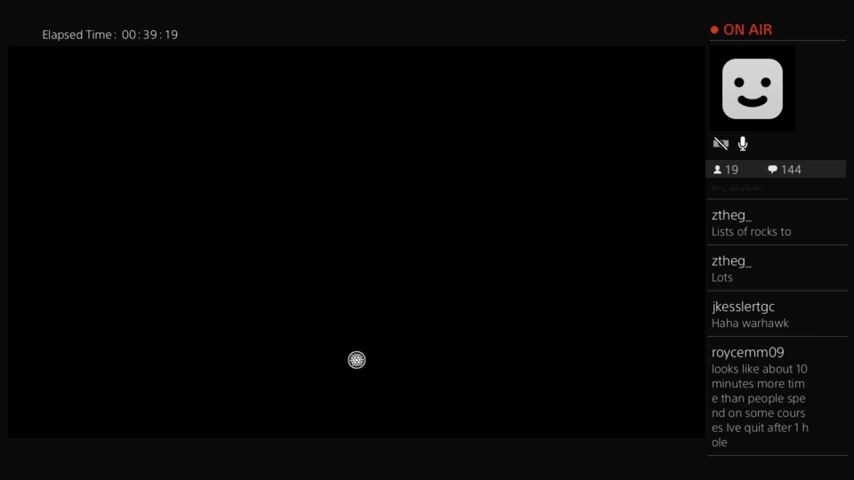 Elapsed Time: 00:39:19
ON AIR
19 144
ztheg_
Lists of rocks to
ztheg_
Lots
jkesslertgc
Haha warhawk
roycemm09
looks like about 10
minutes more tim
e than people spe
nd on some cours
es Ive quit after 1 h
ole